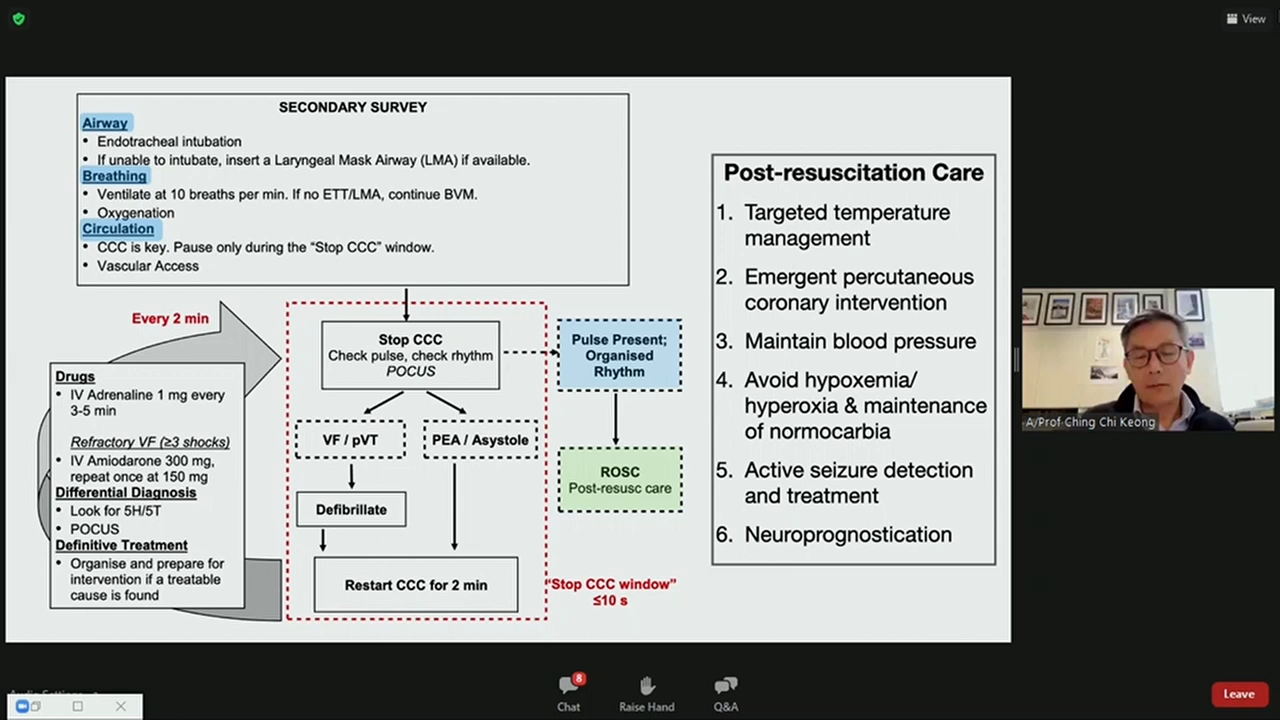 View
SECONDARY SURVEY
Airway
• Endotracheal intubation
• If unable to intubate, insert a Laryngeal Mask Airway (LMA) if available.
Breathing
• Ventilate at 10 breaths per min. If no ETT/LMA, continue BVM.
• Oxygenation
Circulation
• CCC is key. Pause only during the “Stop CCC” window.
• Vascular Access
Every 2 min
Drugs
• IV Adrenaline 1 mg every
3-5 min
Refractory VF (≥3 shocks)
• IV Amiodarone 300 mg,
repeat once at 150 mg
Differential Diagnosis
• Look for 5H/5T
• POCUS
Definitive Treatment
• Organise and prepare for
intervention if a treatable
cause is found
Stop CCC
Check pulse, check rhythm
POCUS
VF / pVT
PEA / Asystole
Defibrillate
Restart CCC for 2 min
Pulse Present;
Organised
Rhythm
ROSC
Post-resusc care
“Stop CCC window”
≤10 s
Post-resuscitation Care
1. Targeted temperature
management
2. Emergent percutaneous
coronary intervention
3. Maintain blood pressure
4. Avoid hypoxemia/
hyperoxia & maintenance
of normocarbia
5. Active seizure detection
and treatment
6. Neuroprognostication
A/Prof Ching Chi Keong
8
Chat
Raise Hand
Q&A
Leave